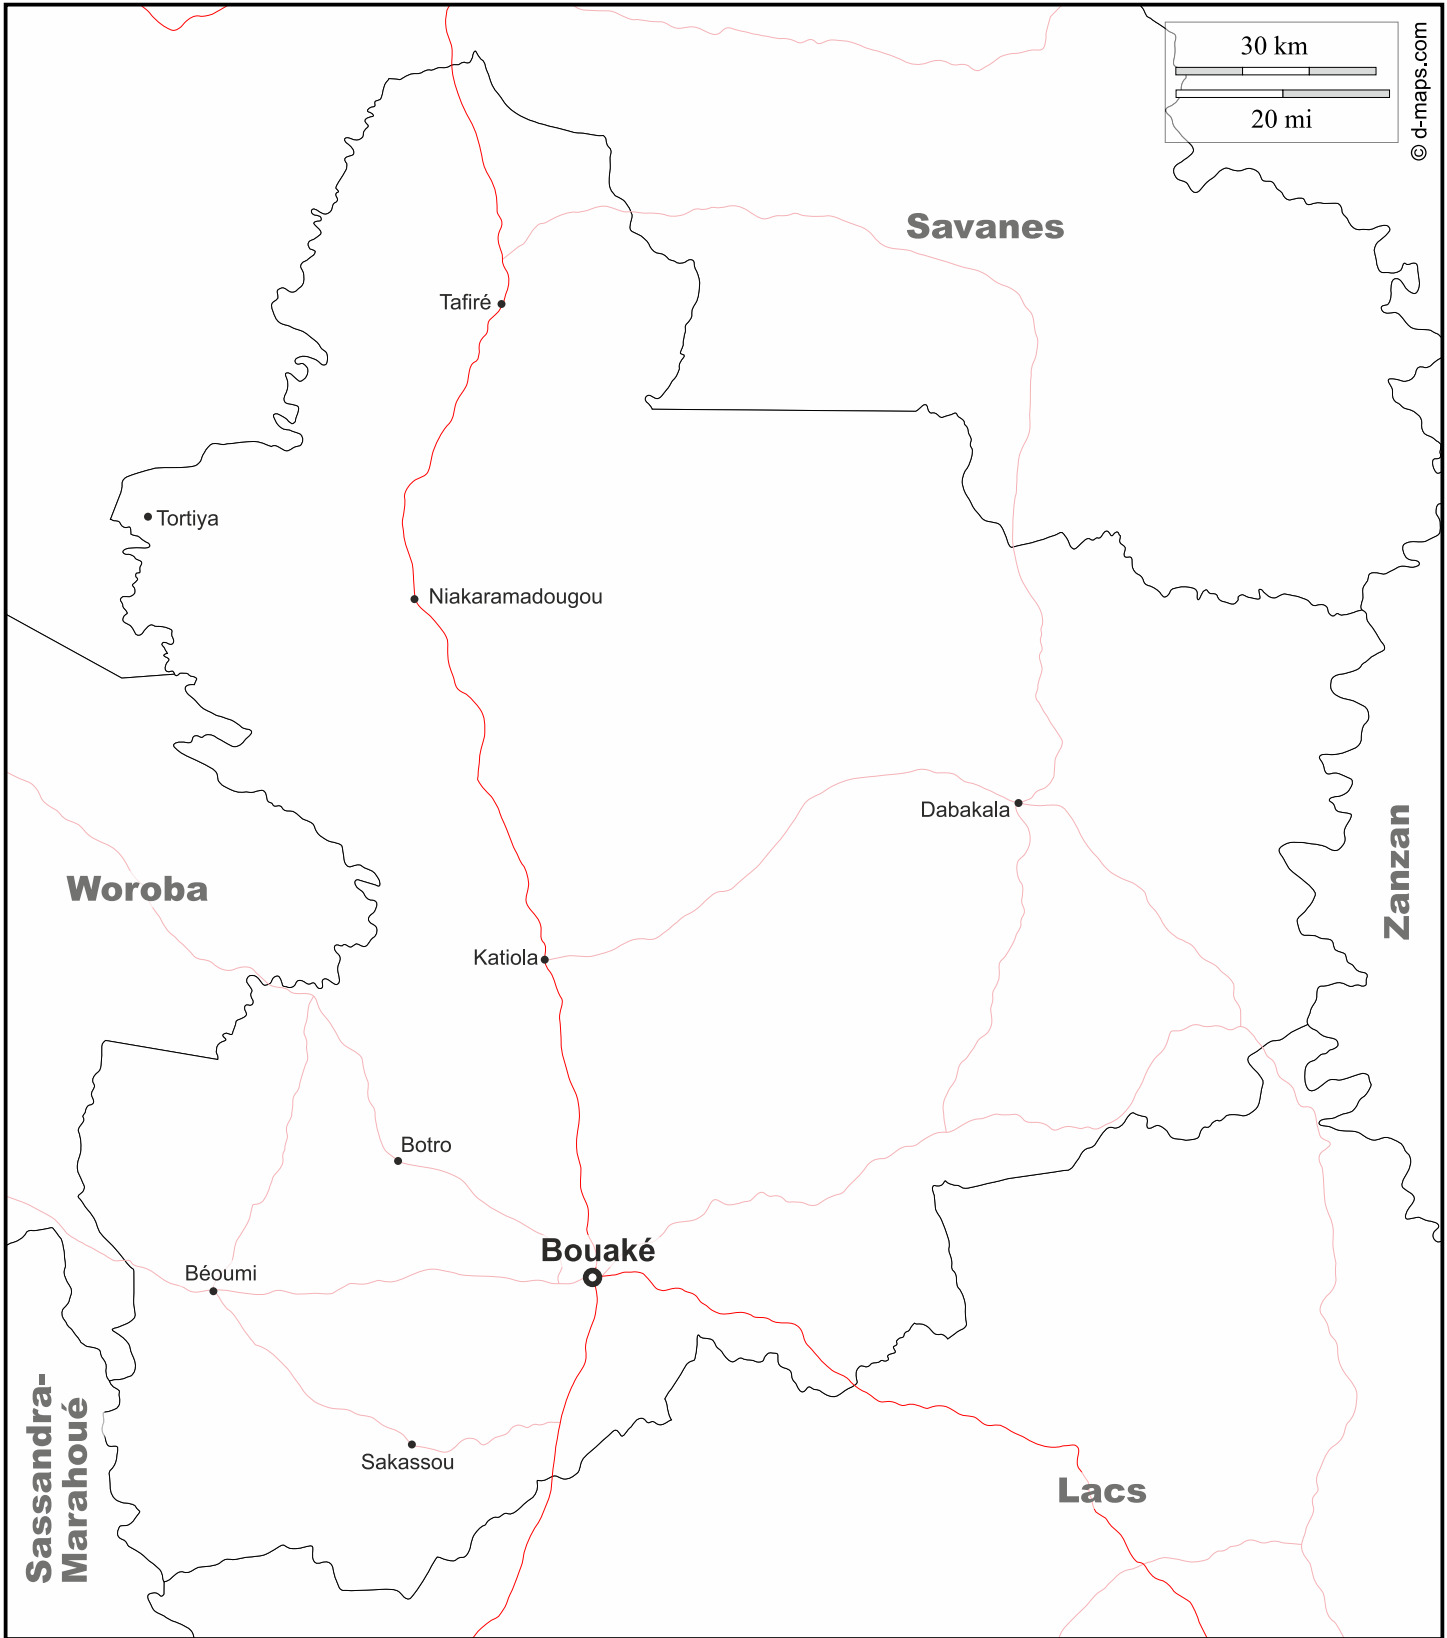 30 km
20 mi
© d-maps.com
Savanes
Tafiré
Tortiya
Niakaramadougou
Dabakala
Zanzan
Woroba
Katiola
Botro
Bouaké
Béoumi
Sassandra-
Marahoué
Sakassou
Lacs